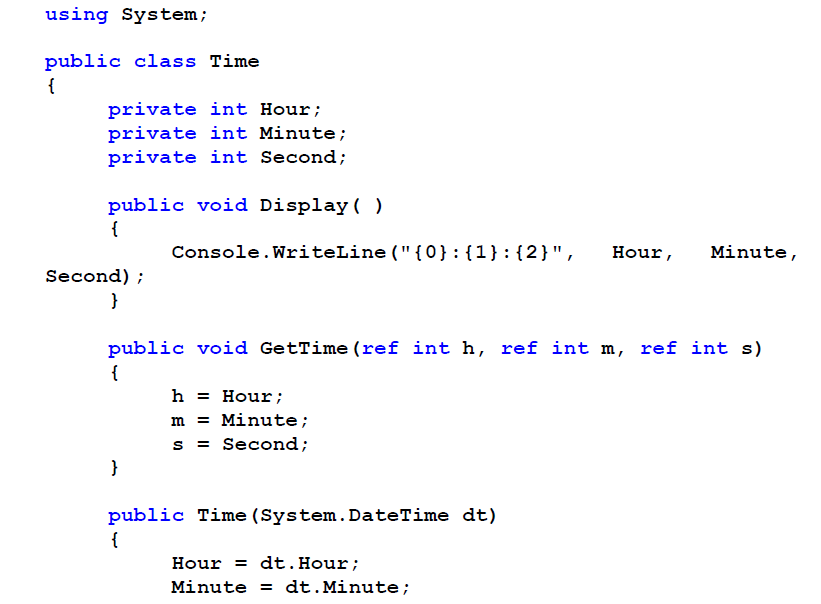 using System;
public class Time
{
private int Hour;
private int Minute;
private int Second;
public void Display( )
{
Console.WriteLine("{0}:{1}:{2}", Hour, Minute,
Second);
}
public void GetTime(ref int h, ref int m, ref int s)
{
h = Hour;
m = Minute;
s = Second;
}
public Time(System.DateTime dt)
{
Hour = dt.Hour;
Minute = dt.Minute;